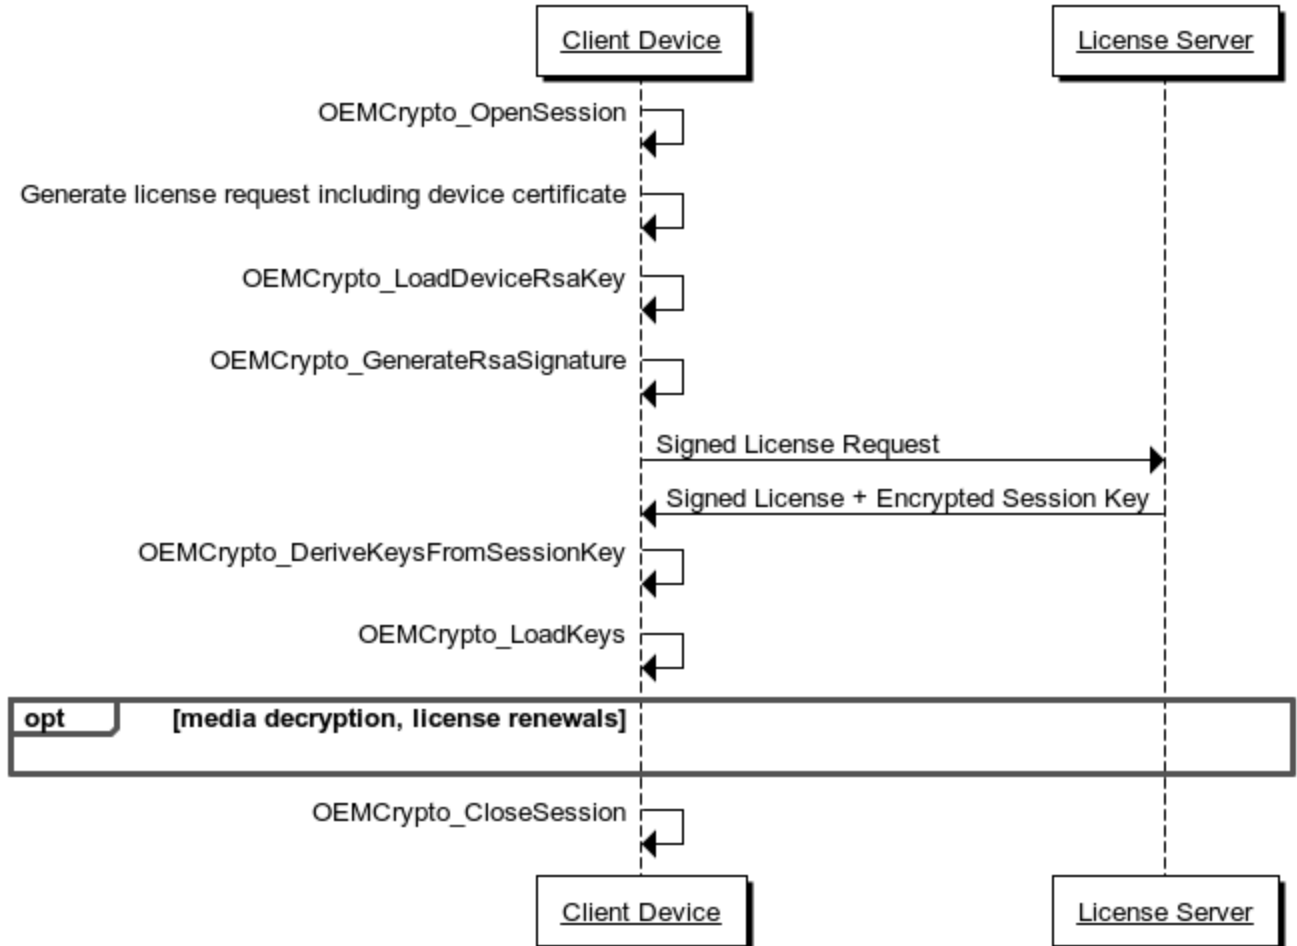 Client Device
License Server
OEMCrypto_OpenSession
Generate license request including device certificate
OEMCrypto_LoadDeviceRsaKey
OEMCrypto_GenerateRsaSignature
Signed License Request
Signed License + Encrypted Session Key
OEMCrypto_DeriveKeysFromSessionKey
OEMCrypto_LoadKeys
opt
[media decryption, license renewals]
OEMCrypto_CloseSession
Client Device
License Server